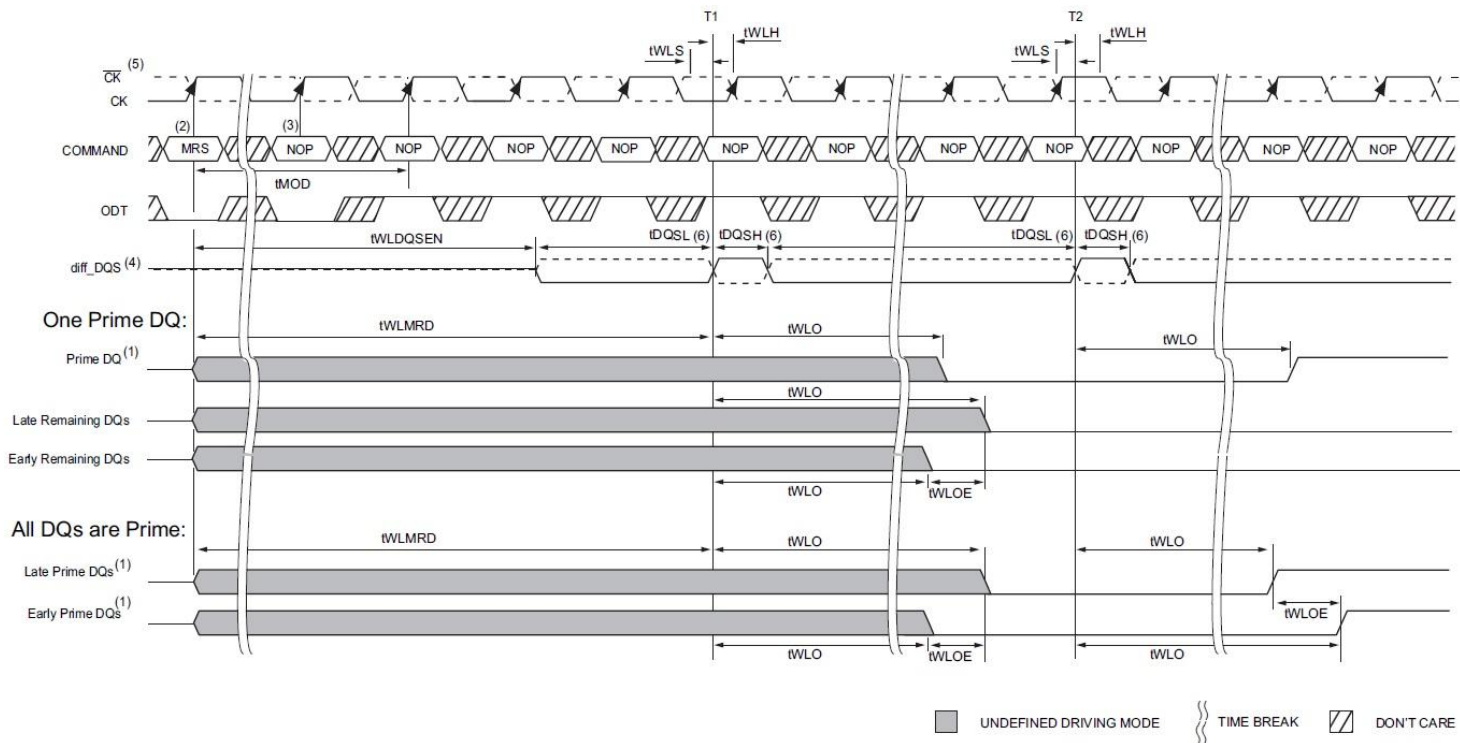 T1 T2
tWLH tWLH
tWLS tWLS
CK (5)
CK
(2) (3)
COMMAND MRS NOP NOP NOP NOP NOP NOP NOP NOP NOP NOP NOP
tMOD
ODT
tWLDQSEN tDQSL (6) tDQSH (6) tDQSL (6) tDQSH (6)
diff_DQS (4)
One Prime DQ:
tWLMRD tWLO tWLO
Prime DQ (1)
tWLO
Late Remaining DQs
Early Remaining DQs
tWLO tWLOE
All DQs are Prime:
tWLMRD tWLO tWLO
Late Prime DQs (1)
Early Prime DQs (1)
tWLOE
tWLO tWLOE tWLO
UNDEFINED DRIVING MODE TIME BREAK DON'T CARE